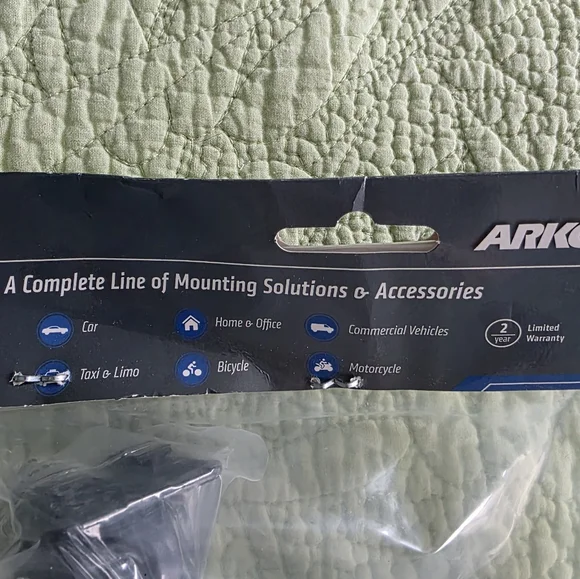 ARKO
A Complete Line of Mounting Solutions & Accessories
Car
Home & Office
Commercial Vehicles
2 year
Limited Warranty
Taxi & Limo
Bicycle
Motorcycle